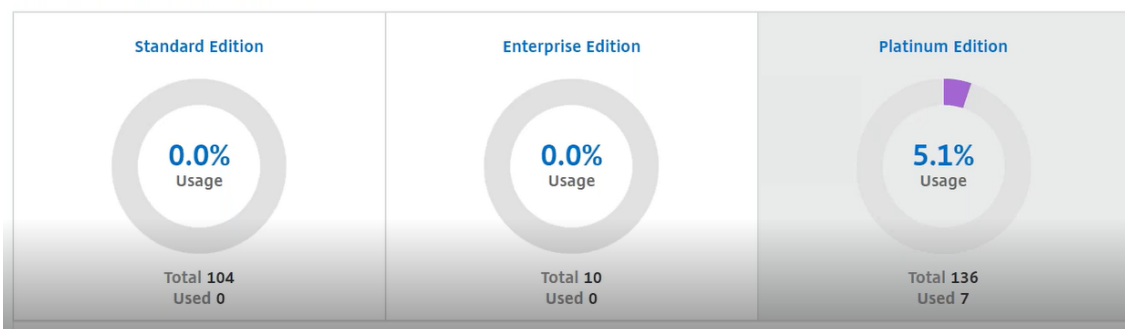 Standard Edition
0.0%
Usage
Total 104
Used 0
Enterprise Edition
0.0%
Usage
Total 10
Used 0
Platinum Edition
5.1%
Usage
Total 136
Used 7